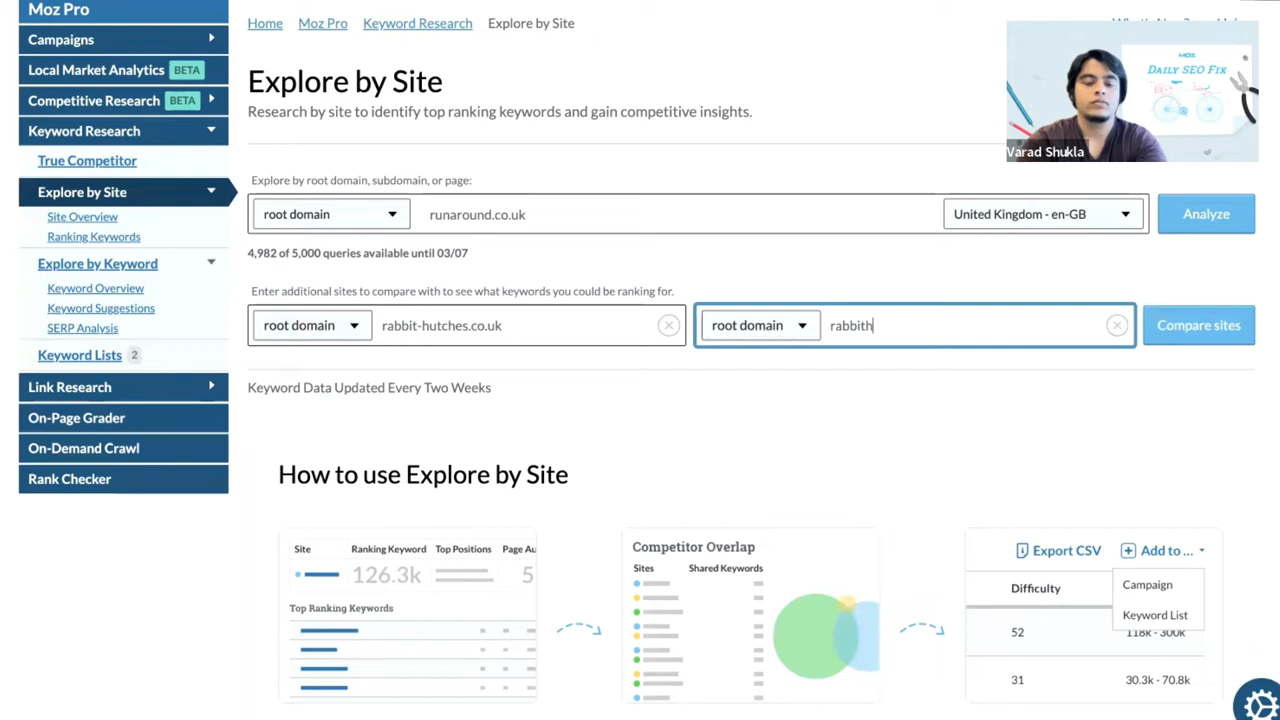 Moz Pro
Campaigns
Local Market Analytics BETA
Competitive Research BETA
Keyword Research
True Competitor
Explore by Site
Site Overview
Ranking Keywords
Explore by Keyword
Keyword Overview
Keyword Suggestions
SERP Analysis
Keyword Lists 2
Link Research
On-Page Grader
On-Demand Crawl
Rank Checker
Home Moz Pro Keyword Research Explore by Site
Explore by Site
Research by site to identify top ranking keywords and gain competitive insights.
MOZ
DAILY SEO FIX
Varad Shukla
Explore by root domain, subdomain, or page:
root domain runaround.co.uk United Kingdom - en-GB Analyze
4,982 of 5,000 queries available until 03/07
Enter additional sites to compare with to see what keywords you could be ranking for.
root domain rabbit-hutches.co.uk root domain rabbith Compare sites
Keyword Data Updated Every Two Weeks
How to use Explore by Site
Site Ranking Keyword Top Positions Page Au
126.3k 5
Top Ranking Keywords
Competitor Overlap
Sites Shared Keywords
Export CSV Add to ...
Difficulty
Campaign
Keyword List
52 118k - 300k
31 30.3k - 70.8k